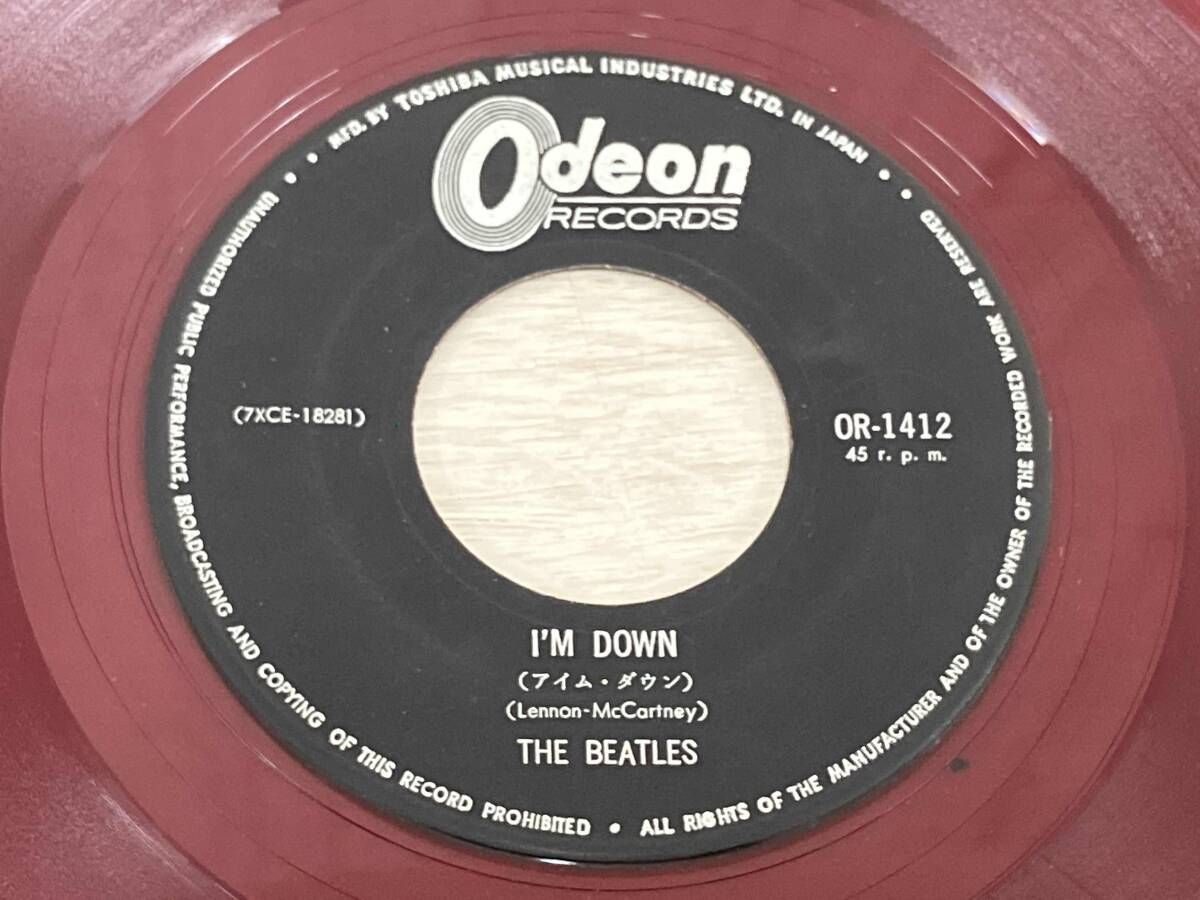 MFD. BY TOSHIBA MUSICAL INDUSTRIES LTD. IN JAPAN
Odeon
RECORDS
(7XCE-18281)
OR-1412
45 r. p. m.
I'M DOWN
(アイム・ダウン)
(Lennon-McCartney)
THE BEATLES
UNAUTHORIZED PUBLIC PERFORMANCE, BROADCASTING AND COPYING OF THIS RECORD PROHIBITED • ALL RIGHTS OF THE MANUFACTURER AND OF THE OWNER OF THE RECORDED WORK ARE RESERVED